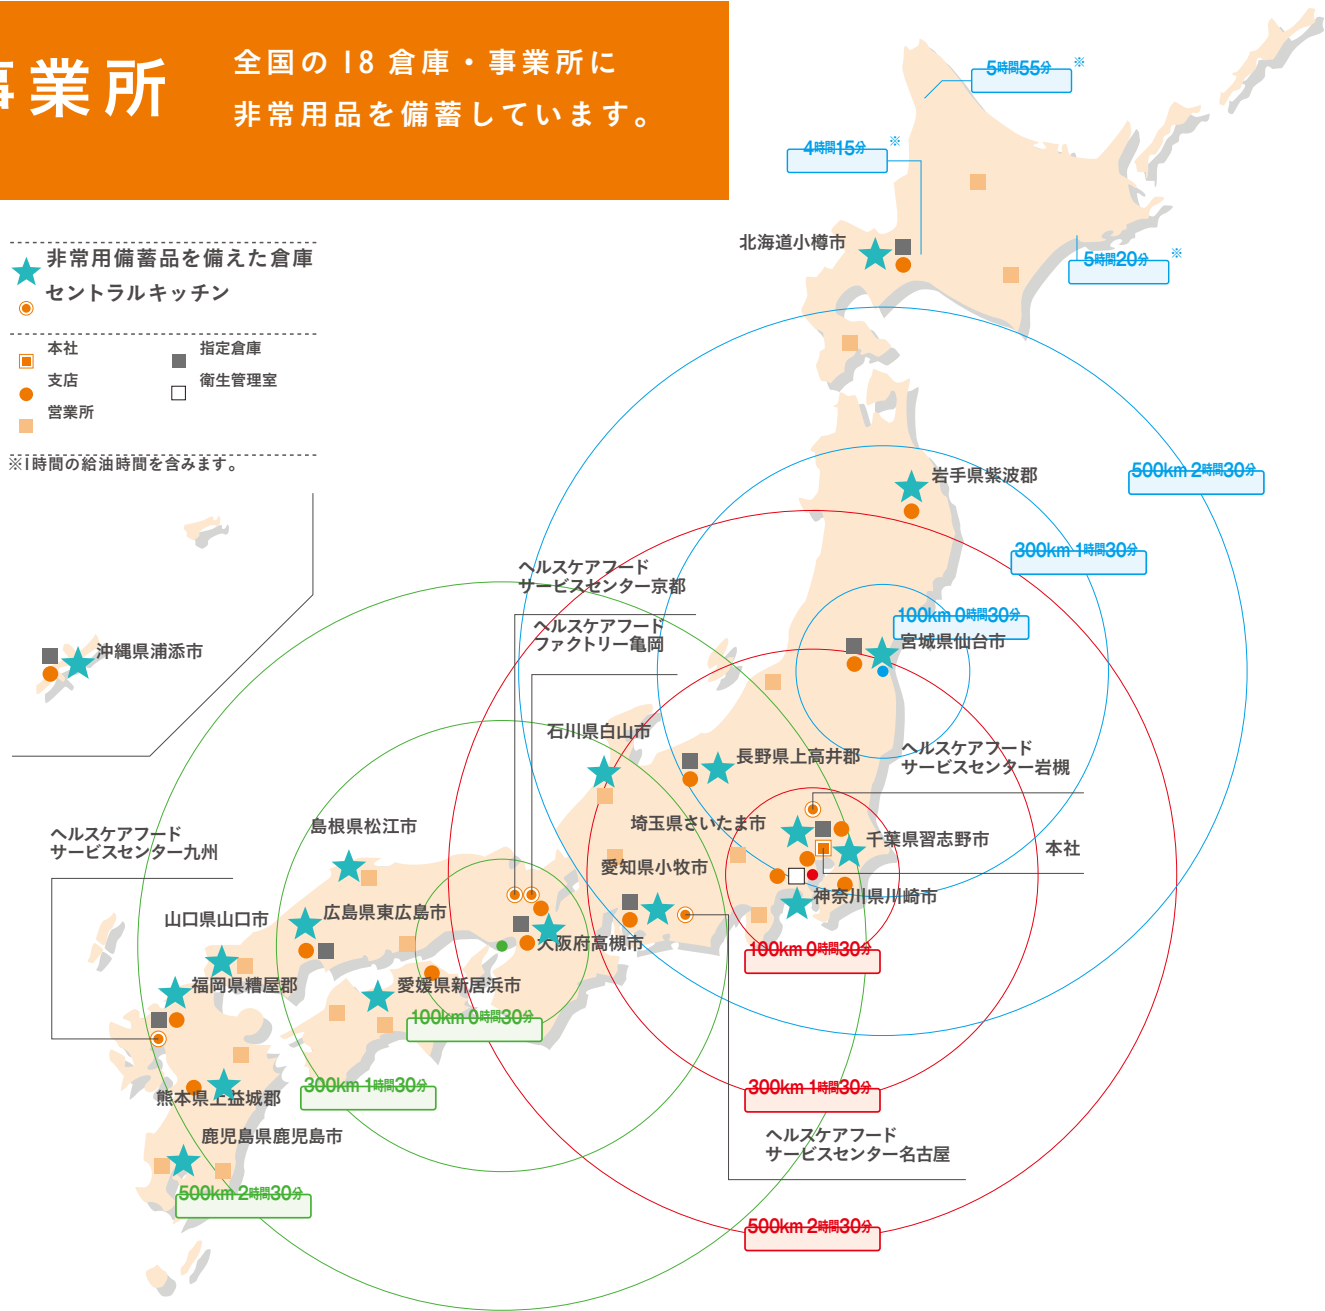 事業所
全国の18倉庫・事業所に
非常用品を備蓄しています。
非常用備蓄品を備えた倉庫
セントラルキッチン
本社
指定倉庫
支店
衛生管理室
営業所
※1時間の給油時間を含みます。
5時間55分 ※
4時間15分 ※
北海道小樽市
5時間20分 ※
500km 2時間30分
岩手県紫波郡
300km 1時間30分
ヘルスケアフード
サービスセンター京都
100km 0時間30分
ヘルスケアフード
ファクトリー亀岡
宮城県仙台市
沖縄県浦添市
石川県白山市
長野県上高井郡
ヘルスケアフード
サービスセンター岩槻
島根県松江市
埼玉県さいたま市
ヘルスケアフード
サービスセンター九州
千葉県習志野市
本社
愛知県小牧市
神奈川県川崎市
山口県山口市
広島県東広島市
大阪府高槻市
100km 0時間30分
福岡県糟屋郡
愛媛県新居浜市
100km 0時間30分
300km 1時間30分
300km 1時間30分
熊本県上益城郡
鹿児島県鹿児島市
ヘルスケアフード
サービスセンター名古屋
500km 2時間30分
500km 2時間30分